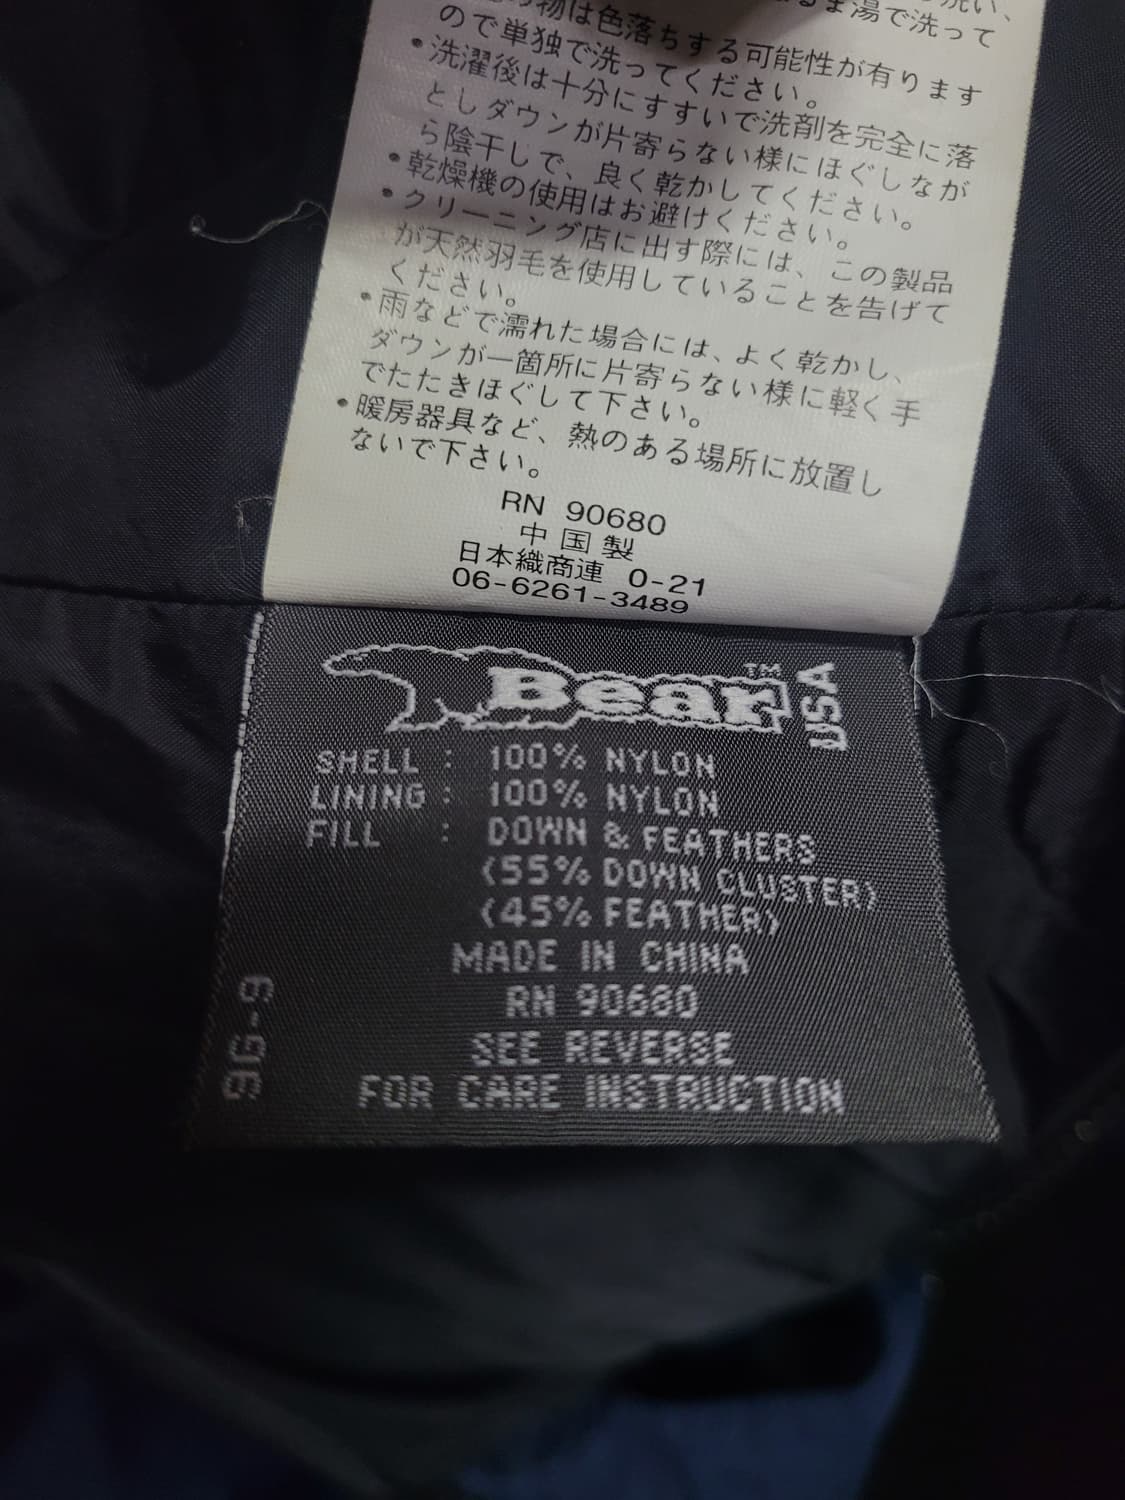 るま湯で洗って
物は色落ちする可能性が有ります
ので単独で洗ってください。
•洗濯後は十分にすすいで洗剤を完全に落
としダウンが片寄らない様にほぐしなが
ら陰干しで、良く乾かしてください。
•乾燥機の使用はお避けください。
•クリーニング店に出す際には、この製品
が天然羽毛を使用していることを告げて
ください。
•雨などで濡れた場合には、よく乾かし、
ダウンが一箇所に片寄らない様に軽く手
でたたきほぐして下さい。
•暖房器具など、熱のある場所に放置し
ないで下さい。
RN 90680
中国製
日本織商連 0-21
06-6261-3489
Bear™ USA
SHELL : 100% NYLON
LINING : 100% NYLON
FILL : DOWN & FEATHERS
(55% DOWN CLUSTER)
(45% FEATHER)
MADE IN CHINA
RN 90680
SEE REVERSE
FOR CARE INSTRUCTION